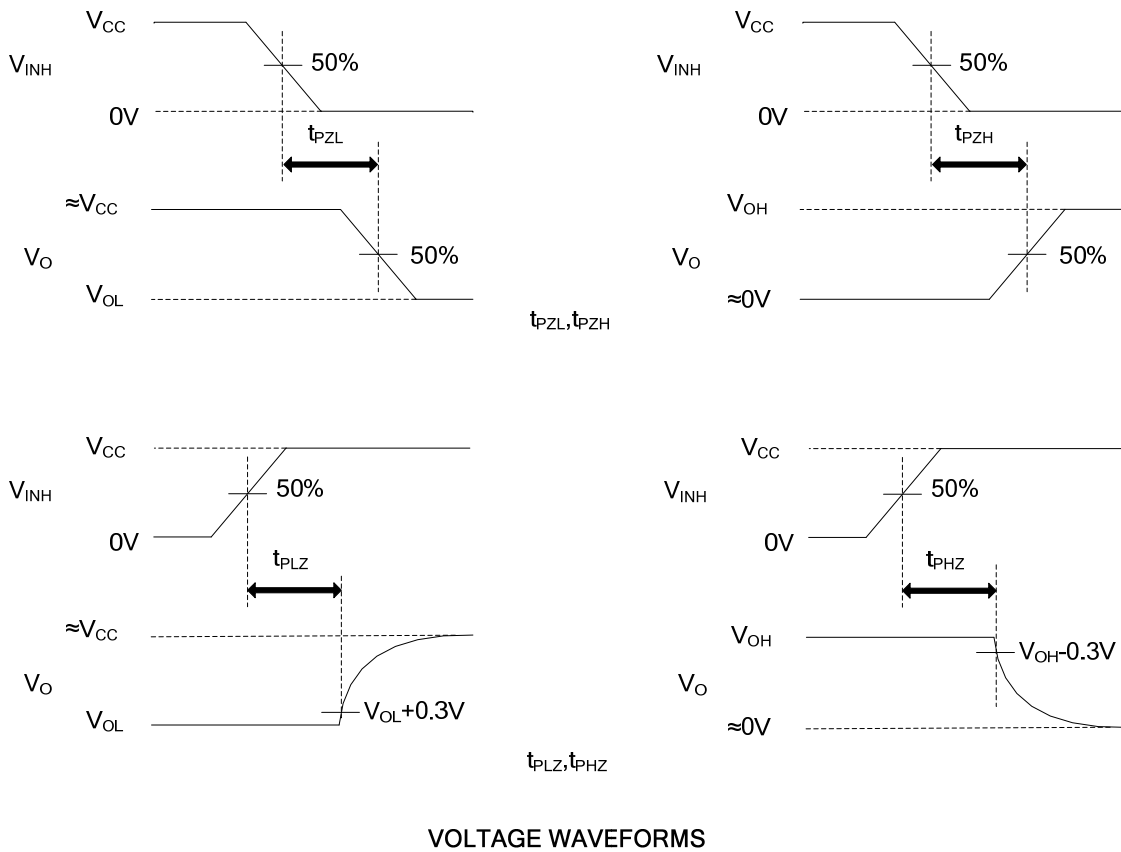 VCC
VINH
50%
0V
tPZL
≈VCC
VO
50%
VOL
VCC
VINH
50%
0V
tPZH
VOH
VO
50%
≈0V
tPZL,tPZH
VCC
VINH
50%
0V
tPLZ
≈VCC
VO
VOL+0.3V
VOL
VCC
VINH
50%
0V
tPHZ
VOH
VOH-0.3V
VO
≈0V
tPLZ,tPHZ
VOLTAGE WAVEFORMS